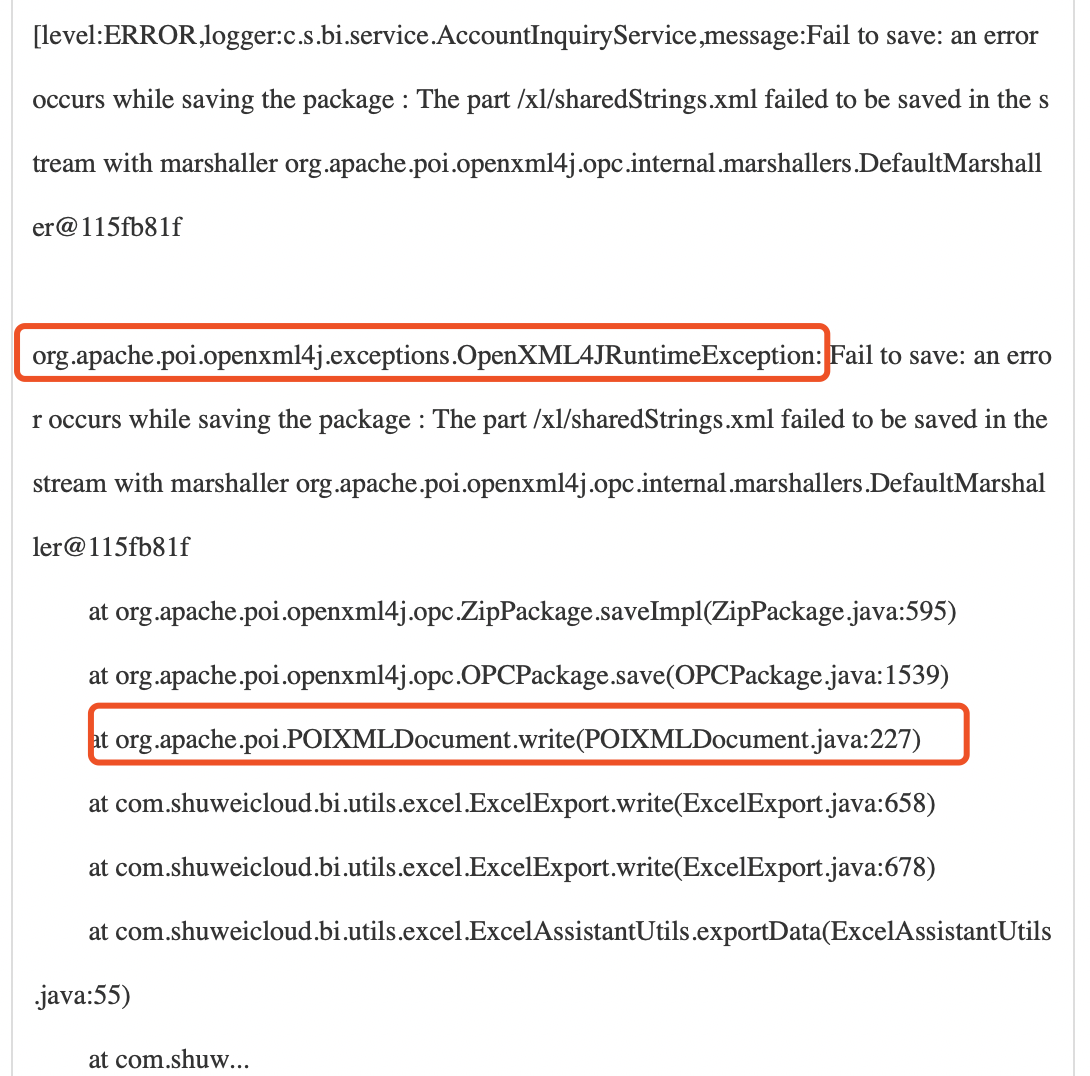 [level:ERROR,logger:c.s.bi.service.AccountInquiryService,message:Fail to save: an error
occurs while saving the package : The part /xl/sharedStrings.xml failed to be saved in the s
tream with marshaller org.apache.poi.openxml4j.opc.internal.marshallers.DefaultMarshall
er@115fb81f
org.apache.poi.openxml4j.exceptions.OpenXML4JRuntimeException: Fail to save: an erro
r occurs while saving the package : The part /xl/sharedStrings.xml failed to be saved in the
stream with marshaller org.apache.poi.openxml4j.opc.internal.marshallers.DefaultMarshal
ler@115fb81f
at org.apache.poi.openxml4j.opc.ZipPackage.saveImpl(ZipPackage.java:595)
at org.apache.poi.openxml4j.opc.OPCPackage.save(OPCPackage.java:1539)
at org.apache.poi.POIXMLDocument.write(POIXMLDocument.java:227)
at com.shuweicloud.bi.utils.excel.ExcelExport.write(ExcelExport.java:658)
at com.shuweicloud.bi.utils.excel.ExcelExport.write(ExcelExport.java:678)
at com.shuweicloud.bi.utils.excel.ExcelAssistantUtils.exportData(ExcelAssistantUtils
.java:55)
at com.shuw...